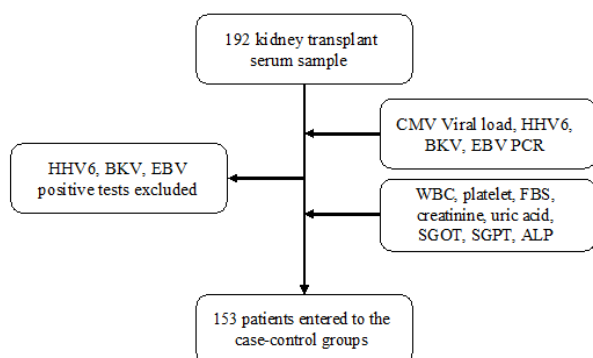 192 kidney transplant
serum sample
CMV Viral load, HHV6,
BKV, EBV PCR
HHV6, BKV, EBV
positive tests excluded
WBC, platelet, FBS,
creatinine, uric acid,
SGOT, SGPT, ALP
153 patients entered to the
case-control groups